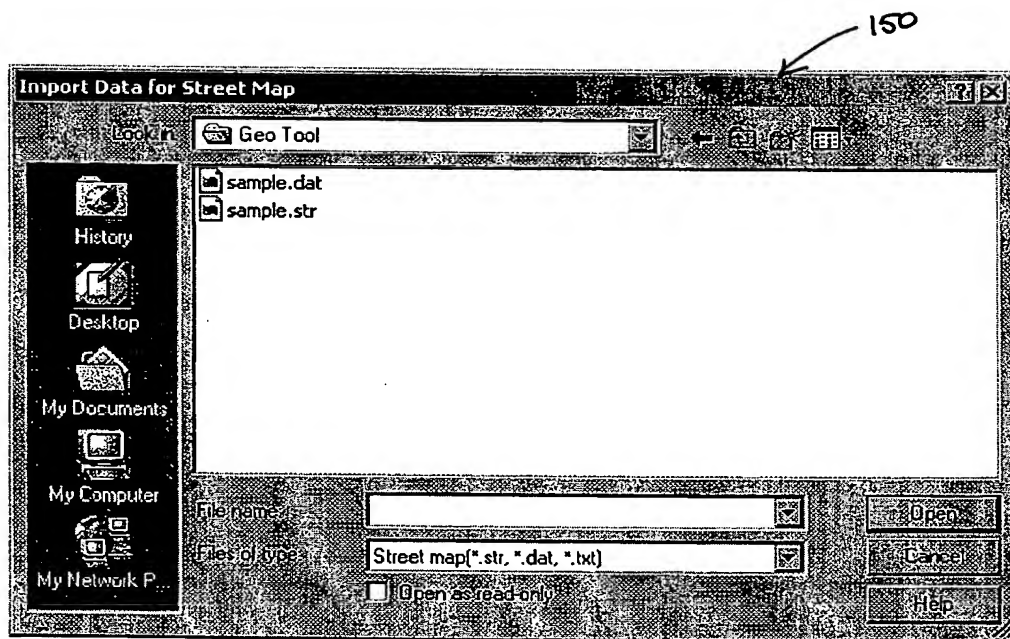 150
Import Data for Street Map
Look in
Geo Tool
sample.dat
sample.str
History
Desktop
My Documents
My Computer
My Network P...
File name:
Files of type:
Street map(*.str, *.dat, *.txt)
Open as read-only
Open
Cancel
Help